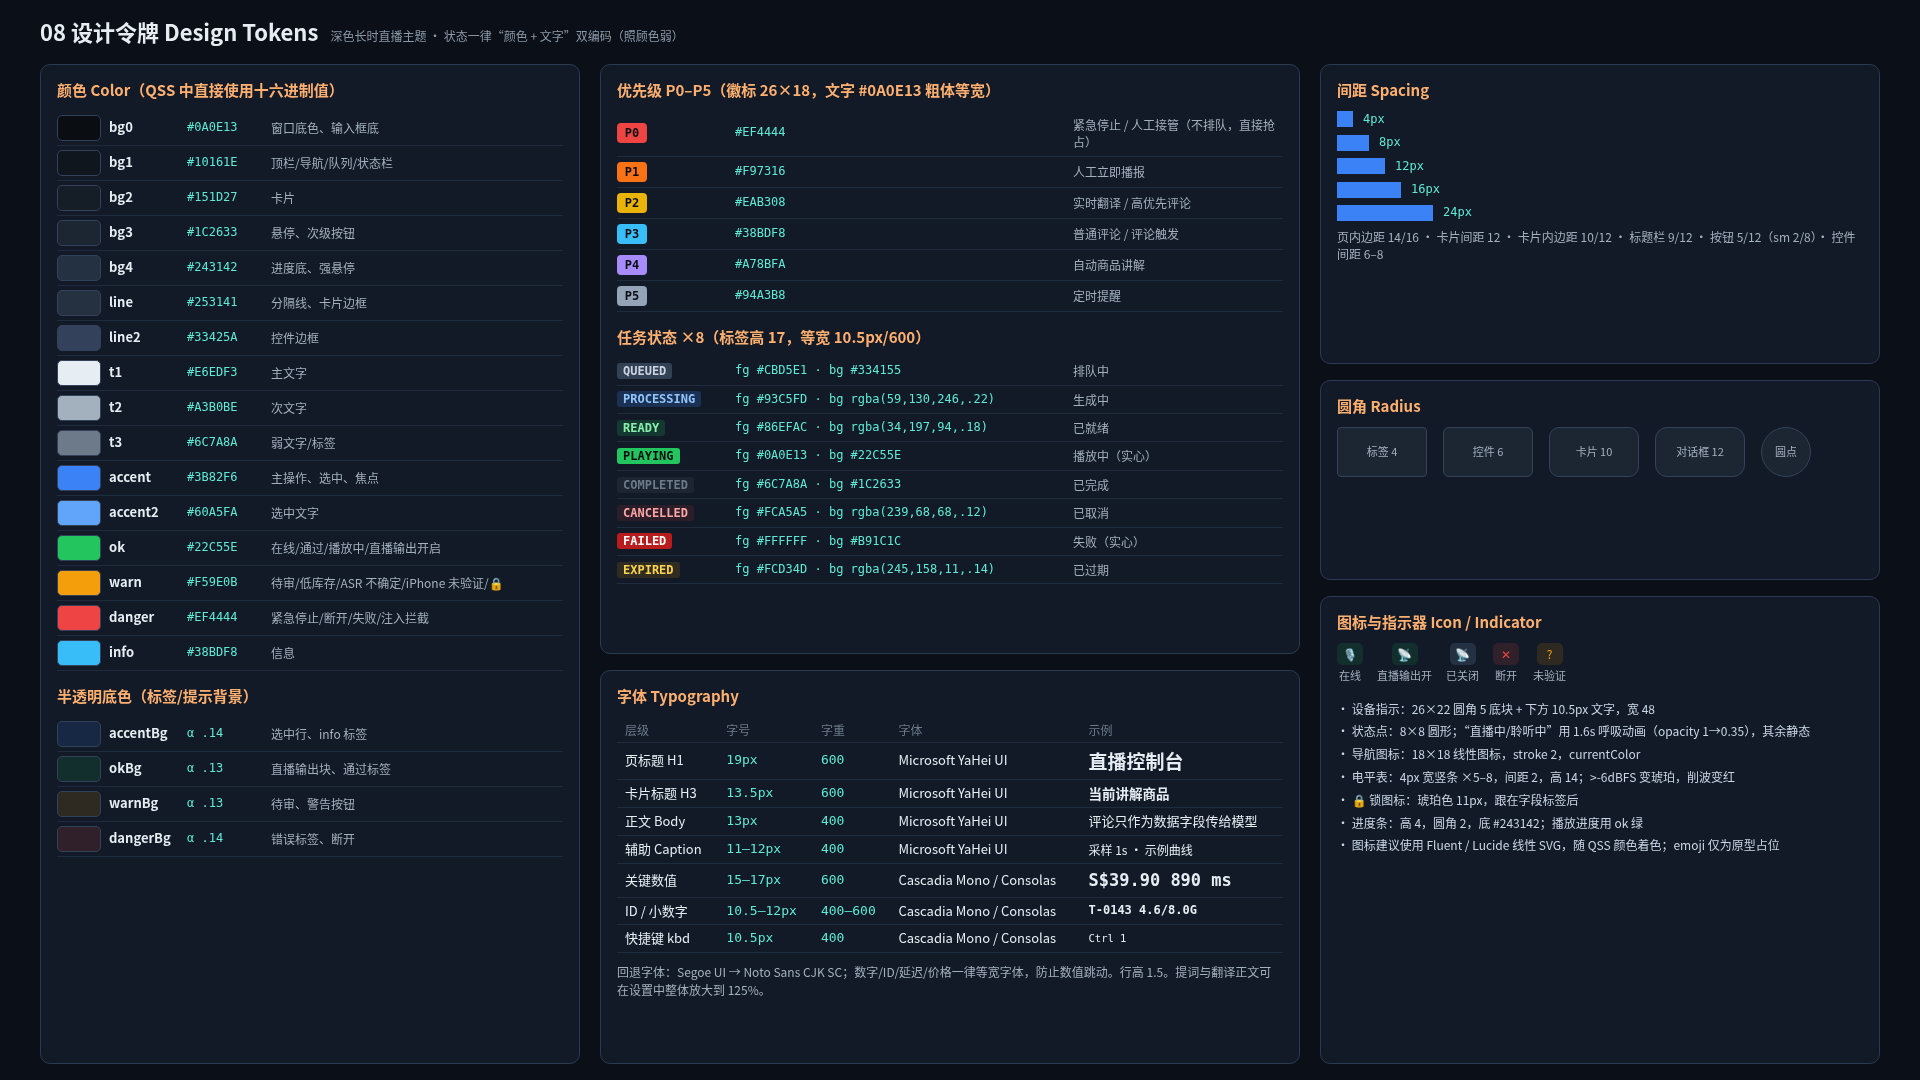 08 设计令牌 Design Tokens 深色长时直播主题 · 状态一律“颜色 + 文字”双编码（照顾色弱）
颜色 Color（QSS 中直接使用十六进制值）
bg0 #0A0E13 窗口底色、输入框底
bg1 #10161E 顶栏/导航/队列/状态栏
bg2 #151D27 卡片
bg3 #1C2633 悬停、次级按钮
bg4 #243142 进度底、强悬停
line #253141 分隔线、卡片边框
line2 #33425A 控件边框
t1 #E6EDF3 主文字
t2 #A3B0BE 次文字
t3 #6C7A8A 弱文字/标签
accent #3B82F6 主操作、选中、焦点
accent2 #60A5FA 选中文字
ok #22C55E 在线/通过/播放中/直播输出开启
warn #F59E0B 待审/低库存/ASR 不确定/iPhone 未验证/🔒
danger #EF4444 紧急停止/断开/失败/注入拦截
info #38BDF8 信息
半透明底色（标签/提示背景）
accentBg α .14 选中行、info 标签
okBg α .13 直播输出块、通过标签
warnBg α .13 待审、警告按钮
dangerBg α .14 错误标签、断开
优先级 P0–P5（徽标 26×18，文字 #0A0E13 粗体等宽）
P0 #EF4444 紧急停止 / 人工接管（不排队，直接抢
占）
P1 #F97316 人工立即播报
P2 #EAB308 实时翻译 / 高优先评论
P3 #38BDF8 普通评论 / 评论触发
P4 #A78BFA 自动商品讲解
P5 #94A3B8 定时提醒
任务状态 ×8（标签高 17，等宽 10.5px/600）
QUEUED fg #CBD5E1 · bg #334155 排队中
PROCESSING fg #93C5FD · bg rgba(59,130,246,.22) 生成中
READY fg #86EFAC · bg rgba(34,197,94,.18) 已就绪
PLAYING fg #0A0E13 · bg #22C55E 播放中（实心）
COMPLETED fg #6C7A8A · bg #1C2633 已完成
CANCELLED fg #FCA5A5 · bg rgba(239,68,68,.12) 已取消
FAILED fg #FFFFFF · bg #B91C1C 失败（实心）
EXPIRED fg #FCD34D · bg rgba(245,158,11,.14) 已过期
字体 Typography
层级 字号 字重 字体 示例
页标题 H1 19px 600 Microsoft YaHei UI 直播控制台
卡片标题 H3 13.5px 600 Microsoft YaHei UI 当前讲解商品
正文 Body 13px 400 Microsoft YaHei UI 评论只作为数据字段传给模型
辅助 Caption 11–12px 400 Microsoft YaHei UI 采样 1s · 示例曲线
关键数值 15–17px 600 Cascadia Mono / Consolas S$39.90 890 ms
ID / 小数字 10.5–12px 400–600 Cascadia Mono / Consolas T-0143 4.6/8.0G
快捷键 kbd 10.5px 400 Cascadia Mono / Consolas Ctrl 1
回退字体：Segoe UI → Noto Sans CJK SC；数字/ID/延迟/价格一律等宽字体，防止数值跳动。行高 1.5。提词与翻译正文可
在设置中整体放大到 125%。
间距 Spacing
4px
8px
12px
16px
24px
页内边距 14/16 · 卡片间距 12 · 卡片内边距 10/12 · 标题栏 9/12 · 按钮 5/12（sm 2/8）· 控件
间距 6–8
圆角 Radius
标签 4 控件 6 卡片 10 对话框 12 圆点
图标与指示器 Icon / Indicator
✕ ?
在线 直播输出开 已关闭 断开 未验证
· 设备指示：26×22 圆角 5 底块 + 下方 10.5px 文字，宽 48
· 状态点：8×8 圆形；“直播中/聆听中”用 1.6s 呼吸动画（opacity 1→0.35），其余静态
· 导航图标：18×18 线性图标，stroke 2，currentColor
· 电平表：4px 宽竖条 ×5–8，间距 2，高 14；>-6dBFS 变琥珀，削波变红
· 🔒 锁图标：琥珀色 11px，跟在字段标签后
· 进度条：高 4，圆角 2，底 #243142；播放进度用 ok 绿
· 图标建议使用 Fluent / Lucide 线性 SVG，随 QSS 颜色着色；emoji 仅为原型占位